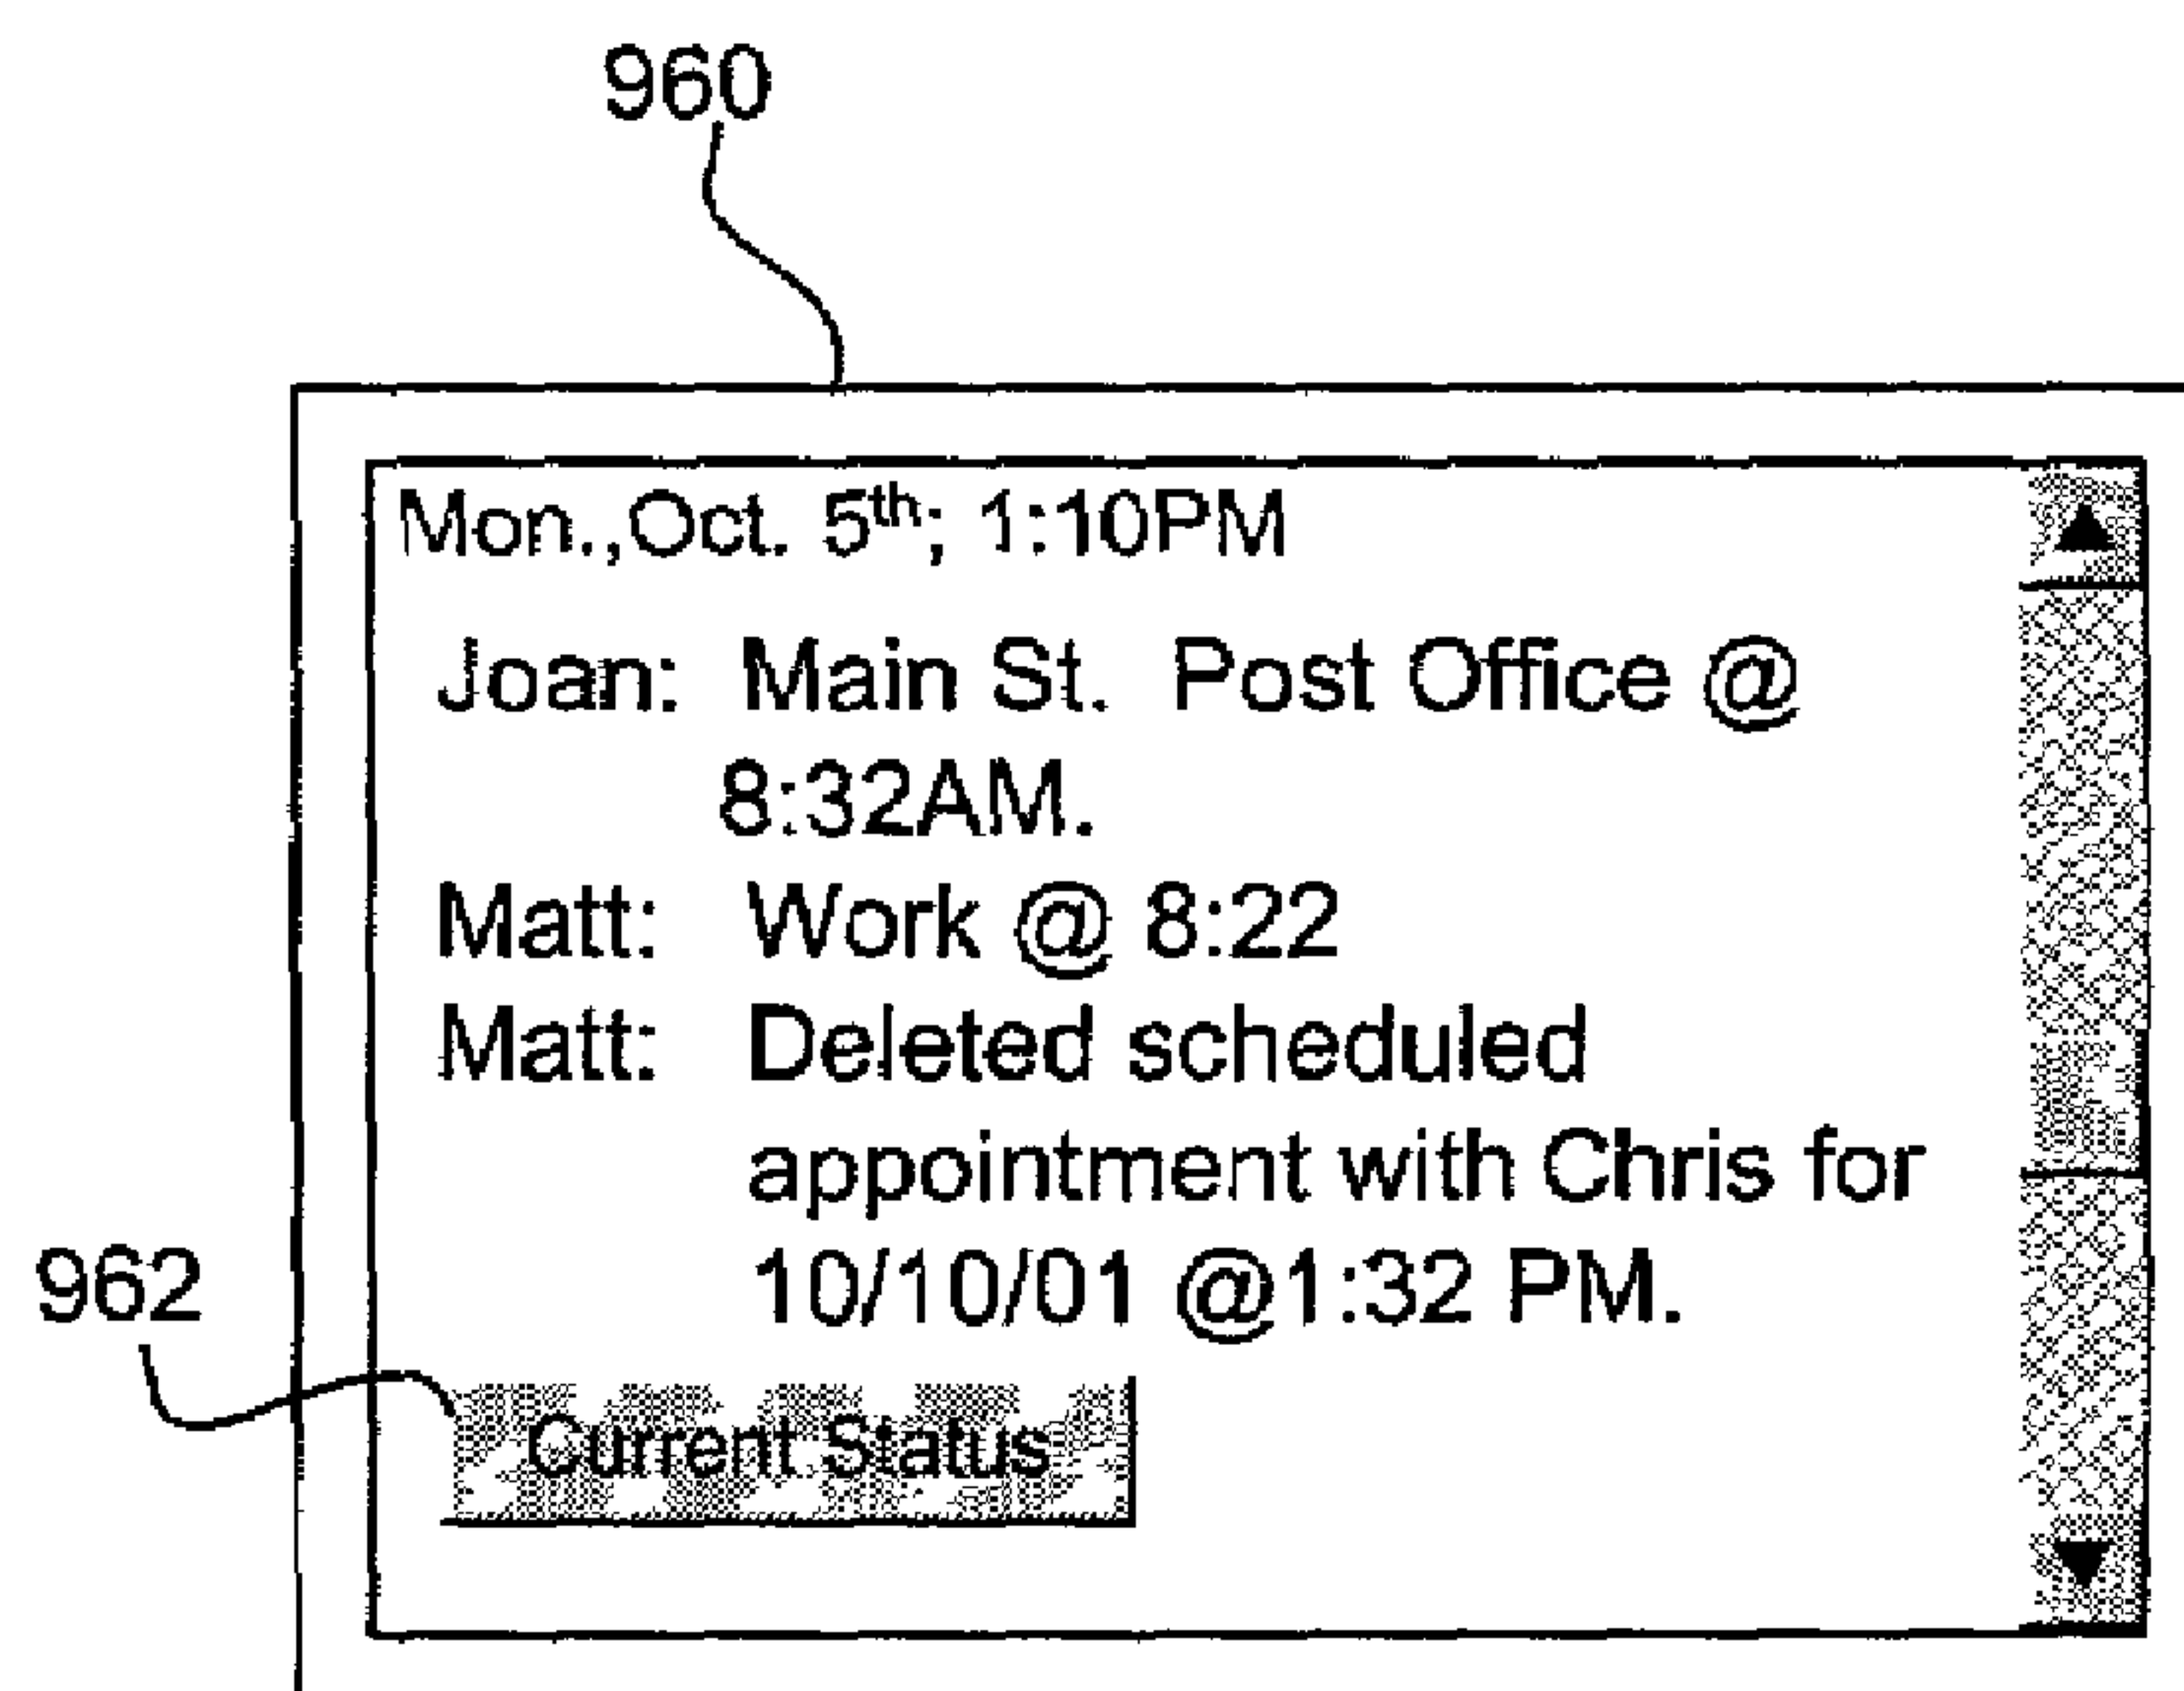 960
Mon.,Oct. 5th; 1:10PM
Joan: Main St. Post Office @
8:32AM.
Matt: Work @ 8:22
Matt: Deleted scheduled
appointment with Chris for
10/10/01 @1:32 PM.
962
Current Status